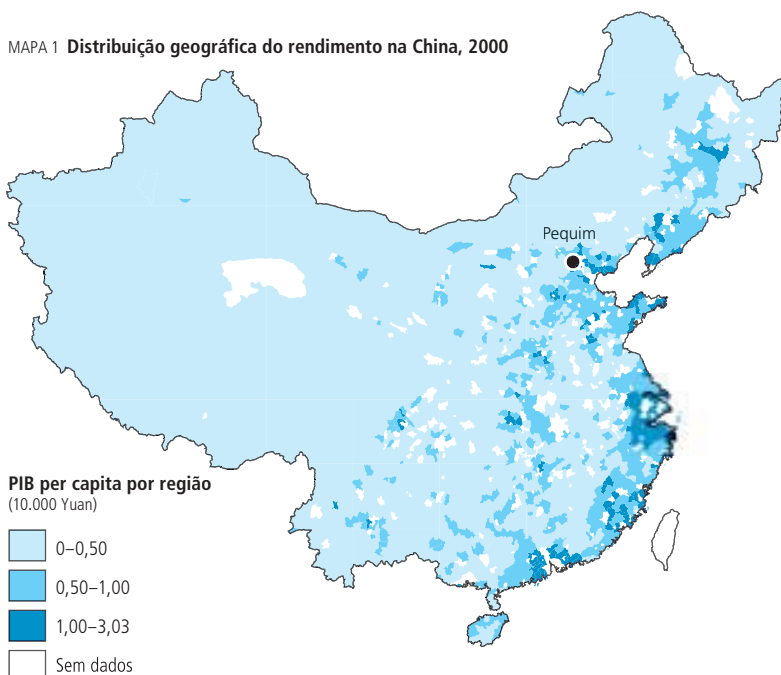 MAPA 1 Distribuição geográfica do rendimento na China, 2000
Pequim
PIB per capita por região
(10.000 Yuan)
0–0,50
0,50–1,00
1,00–3,03
Sem dados